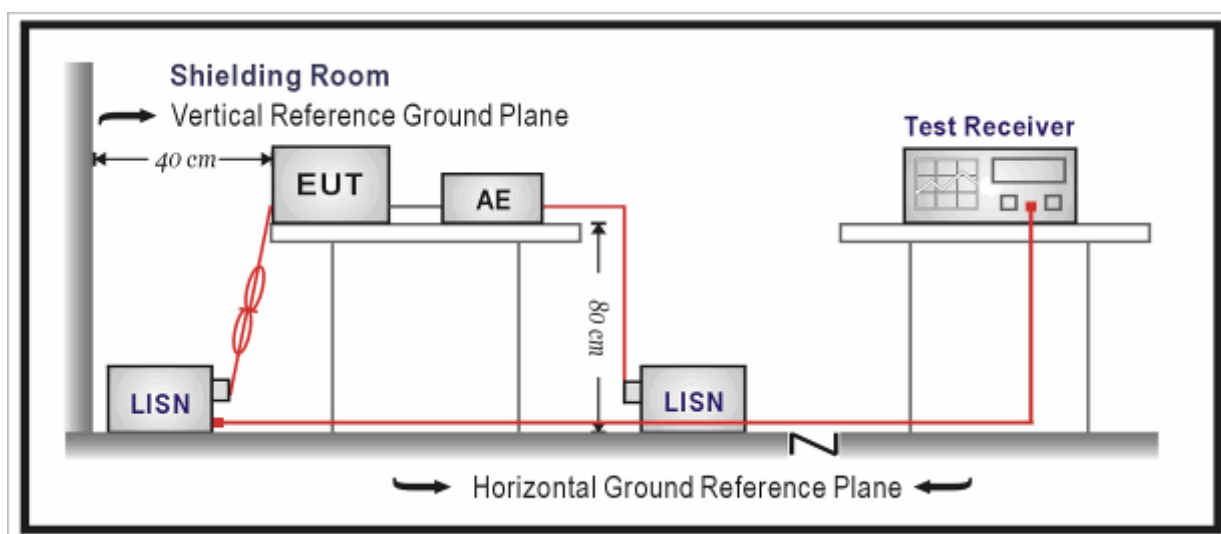 Shielding Room
Vertical Reference Ground Plane
Test Receiver
40 cm
EUT
AE
80 cm
LISN
LISN
Horizontal Ground Reference Plane